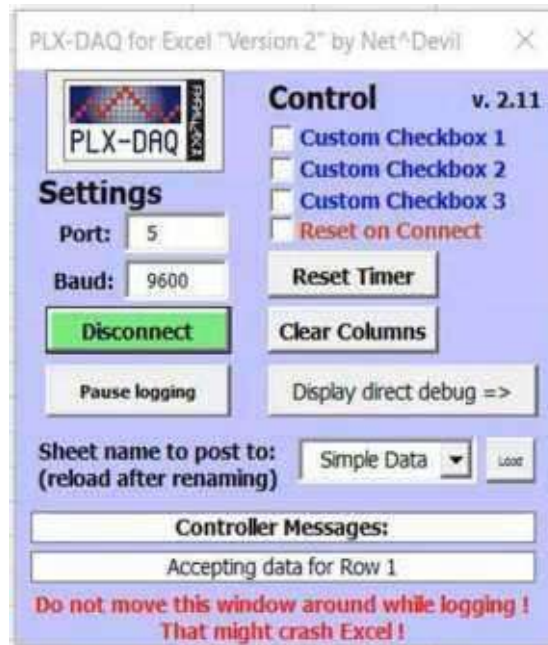 PLX-DAQ for Excel "Version 2" by Net^Devil
PLX-DAQ
PARALLAX
Control v. 2.11
Custom Checkbox 1
Custom Checkbox 2
Custom Checkbox 3
Reset on Connect
Settings
Port: 5
Baud: 9600
Reset Timer
Disconnect
Clear Columns
Pause logging
Display direct debug =>
Sheet name to post to:
(reload after renaming)
Simple Data
Load
Controller Messages:
Accepting data for Row 1
Do not move this window around while logging !
That might crash Excel !